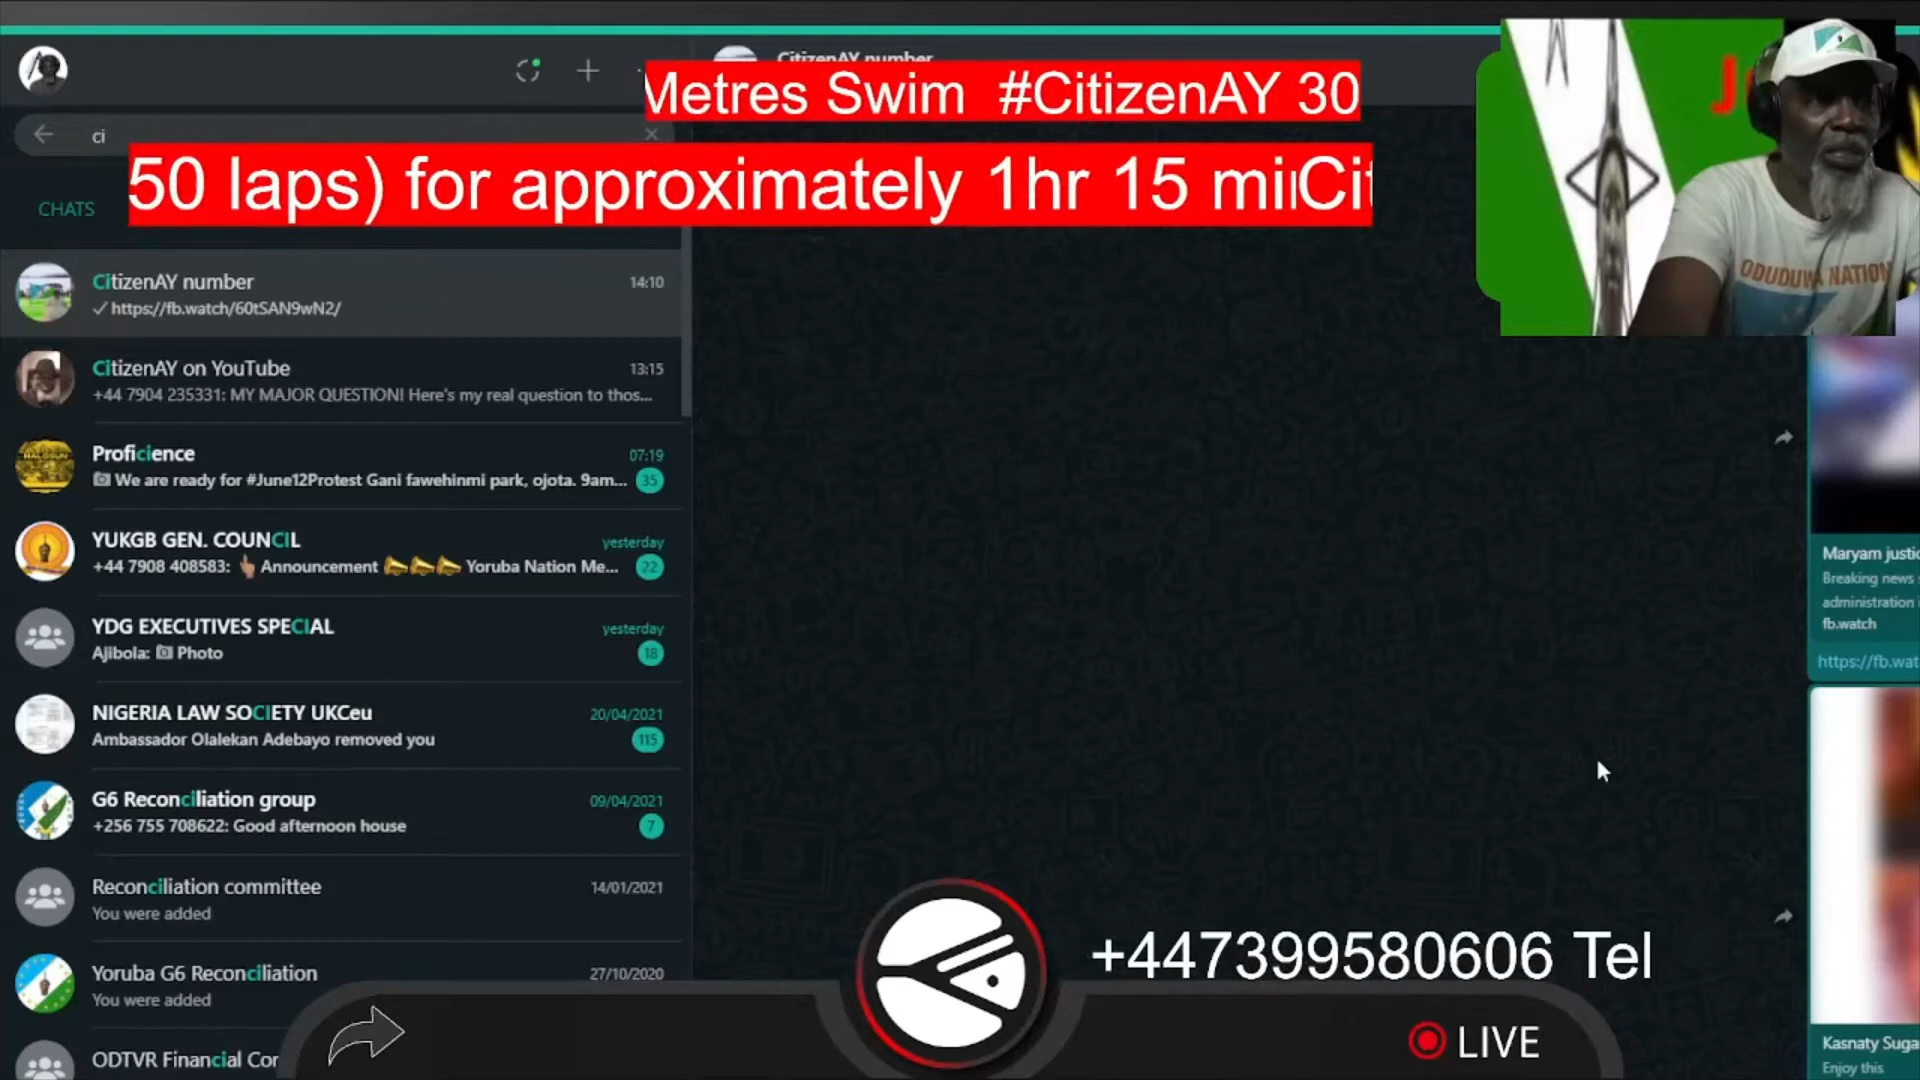 CitizenAY number
Metres Swim #CitizenAY 30
ci
50 laps) for approximately 1hr 15 mi
CHATS
CitizenAY number 14:10
https://fb.watch/60tSAN9wN2/
CitizenAY on YouTube 13:15
+44 7904 235331: MY MAJOR QUESTION! Here's my real question to thos...
Proficience 07:19
We are ready for #June12Protest Gani fawehinmi park, ojota. 9am... 35
YUKGB GEN. COUNCIL yesterday
+44 7908 408583: Announcement Yoruba Nation Me... 22
YDG EXECUTIVES SPECIAL yesterday
Ajibola: Photo 18
NIGERIA LAW SOCIETY UKCeu 20/04/2021
Ambassador Olalekan Adebayo removed you 115
G6 Reconciliation group 09/04/2021
+256 755 708622: Good afternoon house 7
Reconciliation committee 14/01/2021
You were added
Yoruba G6 Reconciliation 27/10/2020
You were added
ODTVR Financial Co
ODUDUWA NATION
Maryam justic
Breaking news
administration
fb.watch
https://fb.wat
Kasnaty Suga
Enjoy this
+447399580606 Tel
LIVE